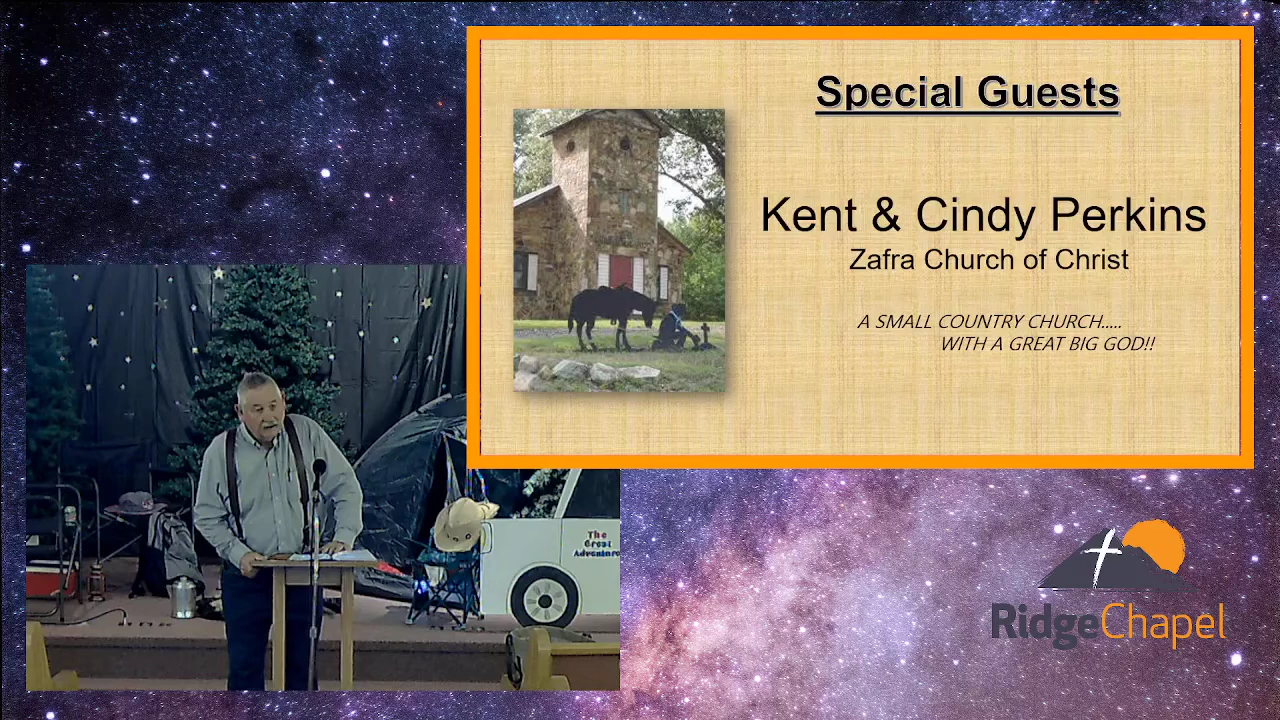 Special Guests
Kent & Cindy Perkins
Zafra Church of Christ
A SMALL COUNTRY CHURCH.....
WITH A GREAT BIG GOD!!
The
Great
Adventure
RidgeChapel